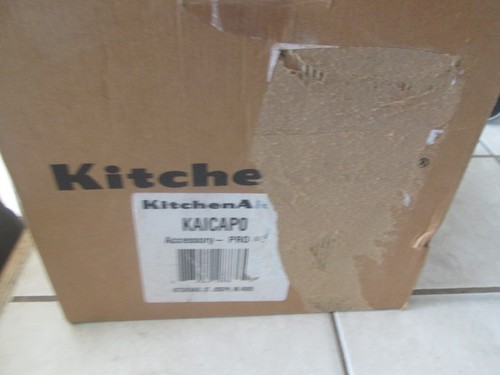 Kitche ®
KitchenAi
KAICAPO
Accessory - PRO